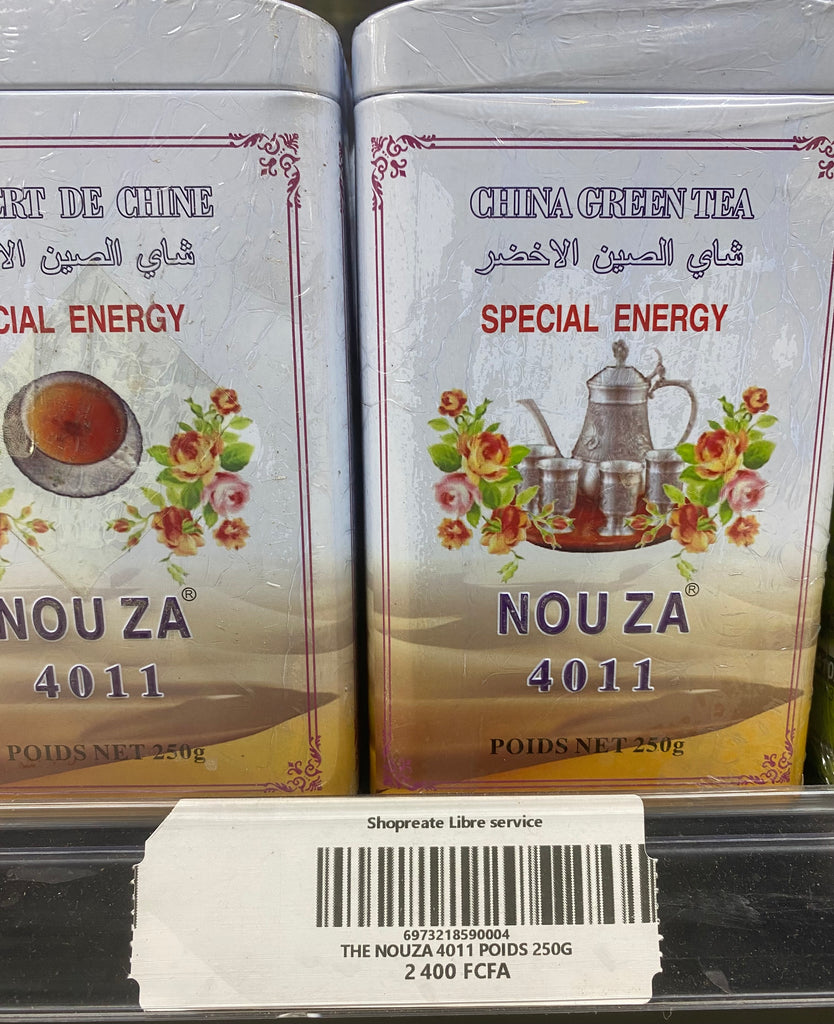 ERT DE CHINE
شاي الصين الا
CIAL ENERGY
NOU ZA®
4011
POIDS NET 250g
CHINA GREEN TEA
شاي الصين الاخضر
SPECIAL ENERGY
NOU ZA®
4011
POIDS NET 250g
Shopreate Libre service
6973218590004
THE NOUZA 4011 POIDS 250G
2 400 FCFA